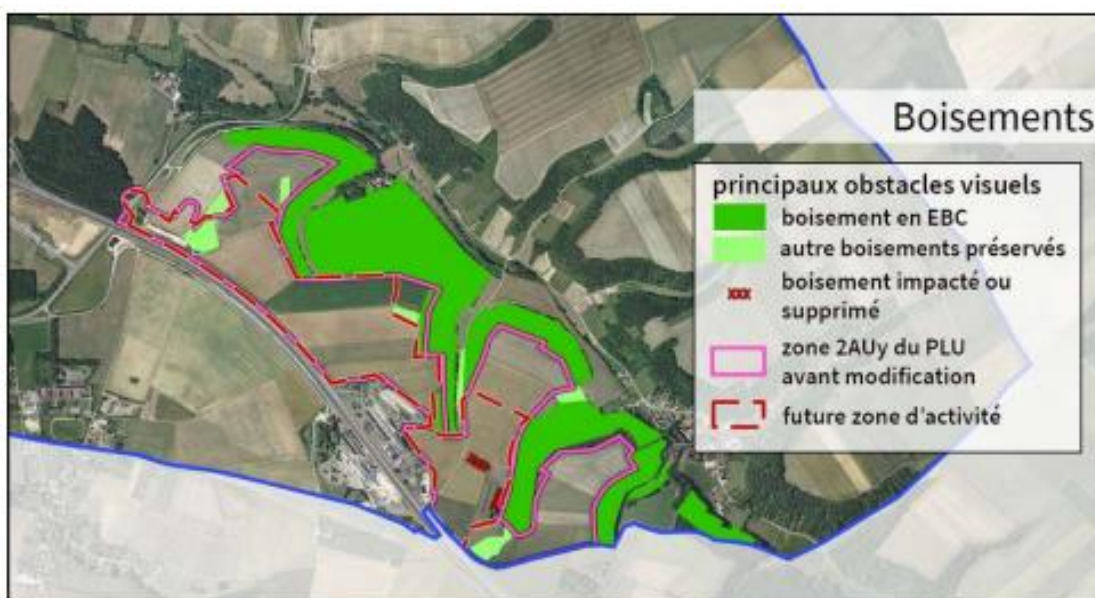 Boisements
principaux obstacles visuels
boisement en EBC
autre boisements préservés
boisement impacté ou
supprimé
zone 2AUy du PLU
avant modification
future zone d'activité